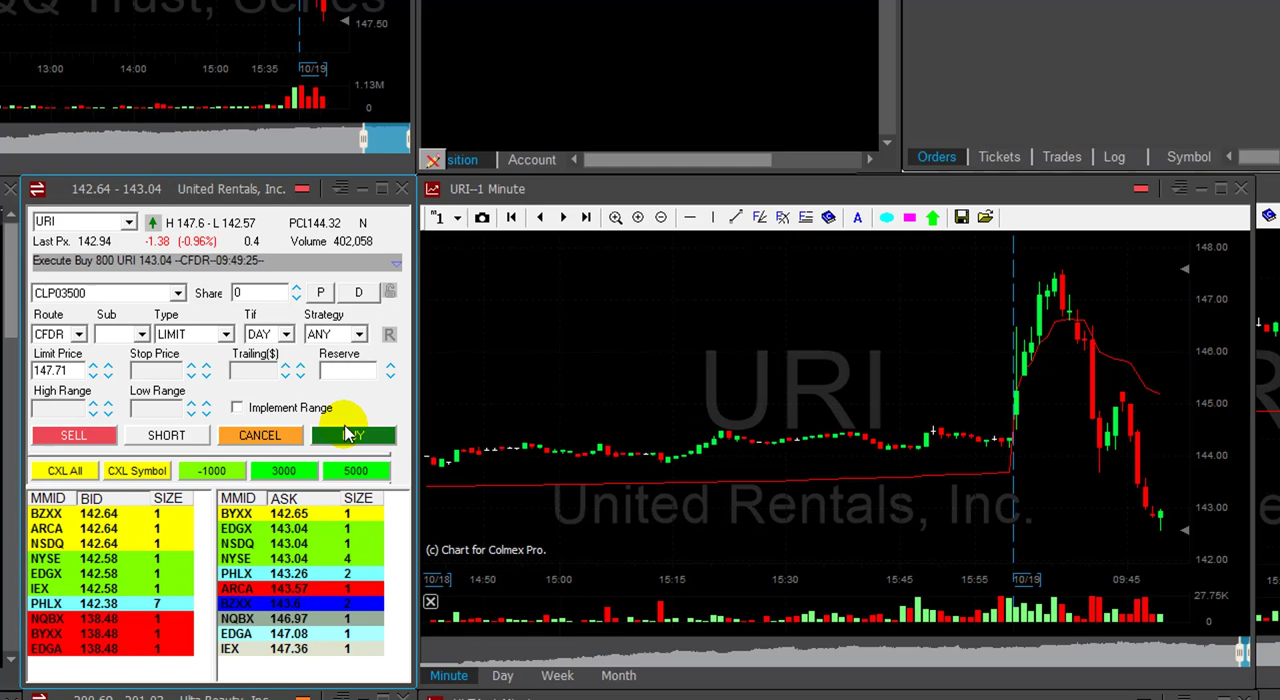 QQ Trust, Series
147.50
13:00 14:00 15:00 15:35 10/19
1.13M
0
sition Account
Orders Tickets Trades Log Symbol
142.64 - 143.04 United Rentals, Inc.
URI H 147.6 - L 142.57 PCL144.32 N
Last Px. 142.94 -1.38 (-0.96%) 0.4 Volume 402,058
Execute Buy 800 URI 143.04 --CFDR--09:49:25--
CLP03500 Share 0 P D
Route Sub Type Tif Strategy
CFDR LIMIT DAY ANY R
Limit Price Stop Price Trailing($) Reserve
147.71
High Range Low Range
Implement Range
SELL SHORT CANCEL
CXL All CXL Symbol -1000 3000 5000
MMID BID SIZE MMID ASK SIZE
BZXX 142.64 1 BYXX 142.65 1
ARCA 142.64 1 EDGX 143.04 1
NSDQ 142.64 1 NSDQ 143.04 1
NYSE 142.58 1 NYSE 143.04 4
EDGX 142.58 1 PHLX 143.26 2
IEX 142.58 1 ARCA 143.57 1
PHLX 142.38 7 BZXX 143.6 2
NQBX 138.48 1 NQBX 146.97 1
BYXX 138.48 1 EDGA 147.08 1
EDGA 138.48 1 IEX 147.36 1
URI--1 Minute
"1 A
148.00
147.00
146.00
145.00
144.00
143.00
142.00
URI
United Rentals, Inc.
(c) Chart for Colmex Pro.
10/18 14:50 15:00 15:15 15:30 15:45 15:55 10/19 09:45
27.75K
0
Minute Day Week Month